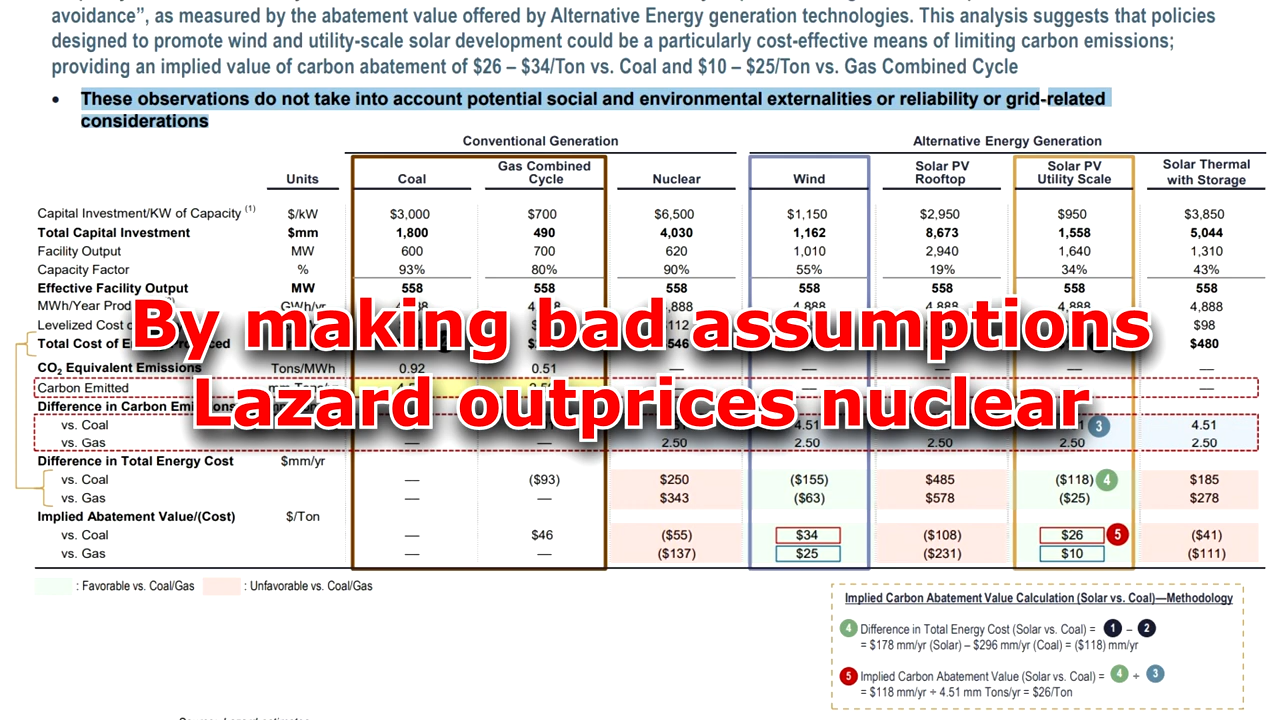 avoidance”, as measured by the abatement value offered by Alternative Energy generation technologies. This analysis suggests that policies
designed to promote wind and utility-scale solar development could be a particularly cost-effective means of limiting carbon emissions;
providing an implied value of carbon abatement of $26 – $34/Ton vs. Coal and $10 – $25/Ton vs. Gas Combined Cycle
• These observations do not take into account potential social and environmental externalities or reliability or grid-related
considerations
Conventional Generation Alternative Energy Generation
Units Coal Gas Combined Cycle Nuclear Wind Solar PV Rooftop Solar PV Utility Scale Solar Thermal with Storage
Capital Investment/KW of Capacity (1) $/kW $3,000 $700 $6,500 $1,150 $2,950 $950 $3,850
Total Capital Investment $mm 1,800 490 4,030 1,162 8,673 1,558 5,044
Facility Output MW 600 700 620 1,010 2,940 1,640 1,310
Capacity Factor % 93% 80% 90% 55% 19% 34% 43%
Effective Facility Output MW 558 558 558 558 558 558 558
MWh/Year GWh/yr 4,888 4,888 4,888 4,888
Levelized Cost $98
Total Cost of $480
By making bad assumptions
Lazard outprices nuclear
CO2 Equivalent Emissions Tons/MWh 0.92 0.51 — — — — —
Carbon Emitted — —
Difference in Carbon
vs. Coal 4.51 3 4.51
vs. Gas — — 2.50 2.50 2.50 2.50 2.50
Difference in Total Energy Cost $mm/yr
vs. Coal — ($93) $250 ($155) $485 ($118) 4 $185
vs. Gas — — $343 ($63) $578 ($25) $278
Implied Abatement Value/(Cost) $/Ton
vs. Coal — $46 ($55) $34 ($108) $26 5 ($41)
vs. Gas — — ($137) $25 ($231) $10 ($111)
: Favorable vs. Coal/Gas : Unfavorable vs. Coal/Gas
Implied Carbon Abatement Value Calculation (Solar vs. Coal)—Methodology
4 Difference in Total Energy Cost (Solar vs. Coal) = 1 – 2
= $178 mm/yr (Solar) – $296 mm/yr (Coal) = ($118) mm/yr
5 Implied Carbon Abatement Value (Solar vs. Coal) = 4 ÷ 3
= $118 mm/yr ÷ 4.51 mm Tons/yr = $26/Ton